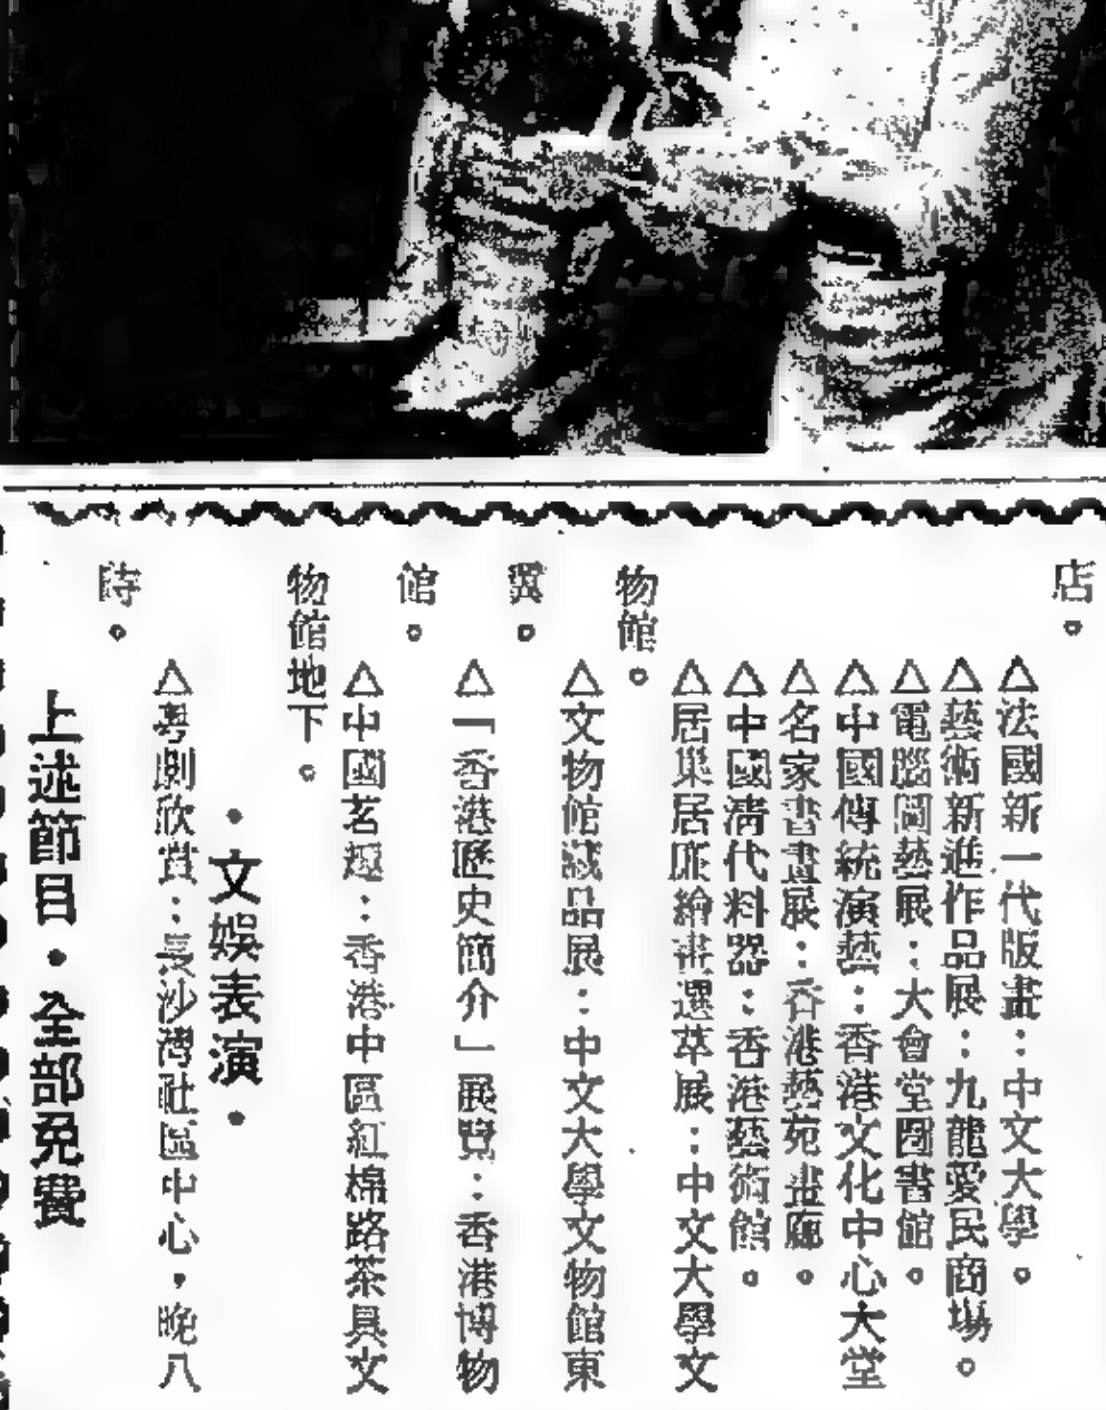 店。
△法國新一代版畫：中文大學。
△藝術新進作品展：九龍愛民商場。
△電腦圖藝展：大會堂圖書館。
△中國傳統演藝：香港文化中心大堂
△名家書畫展：香港藝苑畫廊。
△中國清代料器：香港藝術館。
△居巢居廉繪畫選萃展：中文大學文
物館。
△文物館藏品展：中文大學文物館東
翼。
△「香港歷史簡介」展覽：香港博物
館。
△中國茗趣：香港中區紅棉路茶具文
物館地下。
·文娛表演·
△粵劇欣賞：長沙灣社區中心，晚八
時。
上述節目·全部免費